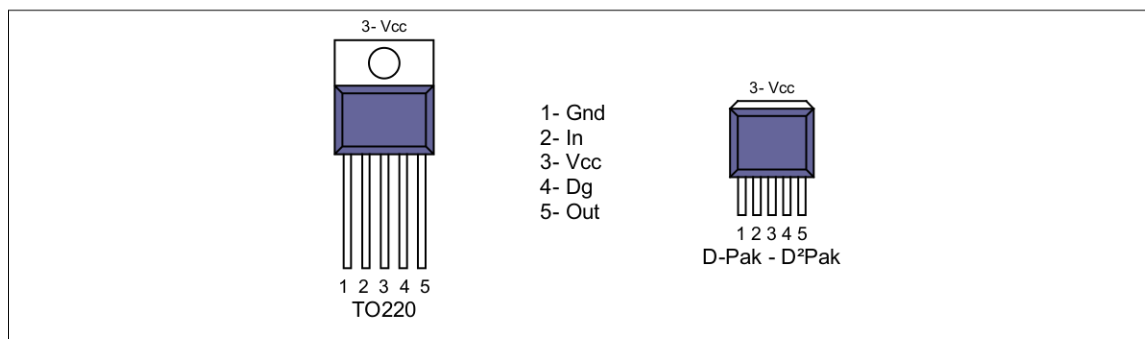 3- Vcc
1 2 3 4 5
TO220
1- Gnd
2- In
3- Vcc
4- Dg
5- Out
3- Vcc
1 2 3 4 5
D-Pak - D²Pak